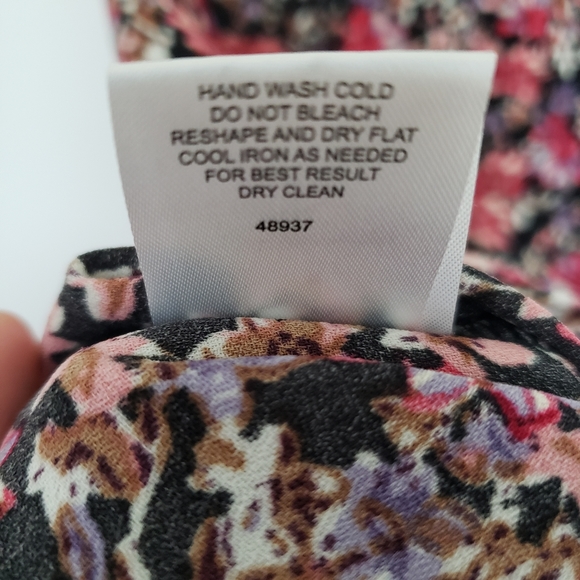 HAND WASH COLD
DO NOT BLEACH
RESHAPE AND DRY FLAT
COOL IRON AS NEEDED
FOR BEST RESULT
DRY CLEAN
48937